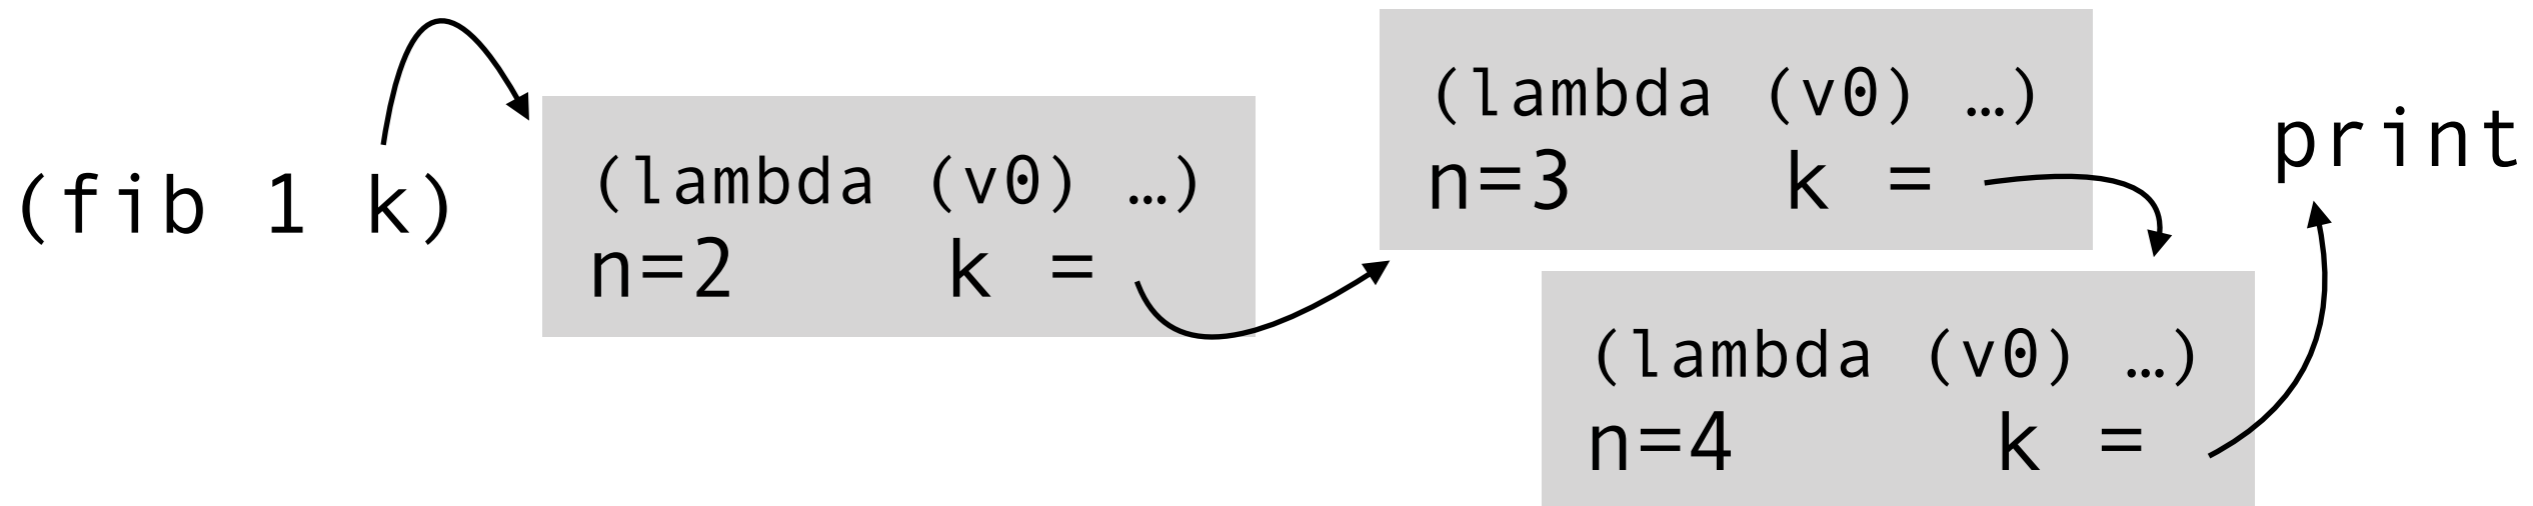 (fib 1 k)
(lambda (v0) …)
n=2 k =
(lambda (v0) …)
n=3 k =
(lambda (v0) …)
n=4 k =
print